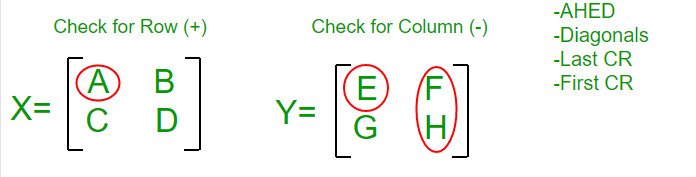 Check for Row (+)
X=
A B
C D
Check for Column (-)
Y=
E F
G H
-AHED
-Diagonals
-Last CR
-First CR